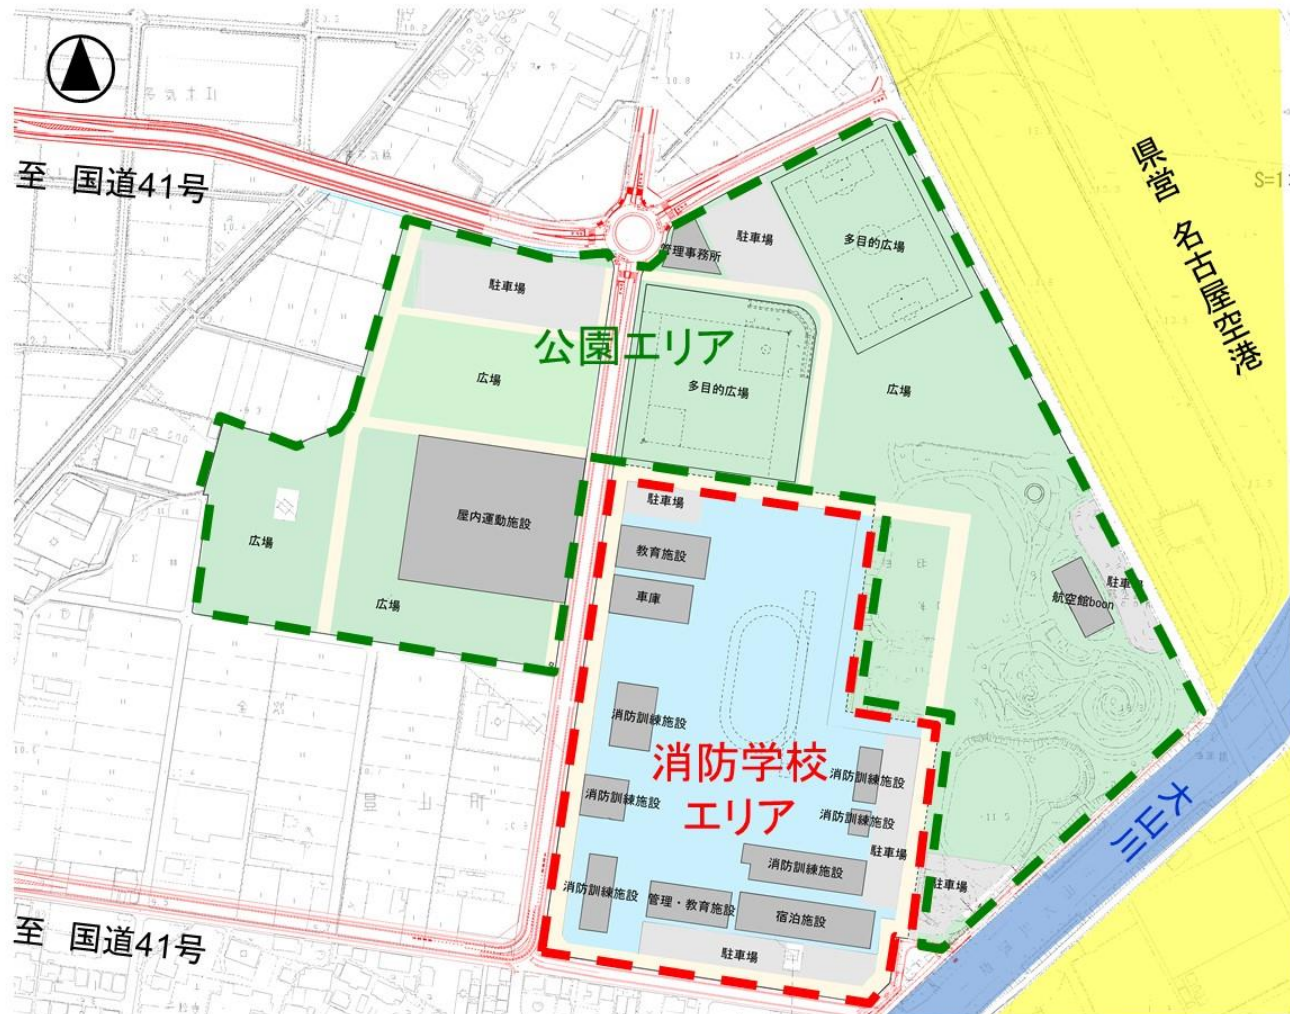 至 国道41号
県営 名古屋空港
S=1
管理事務所
駐車場
多目的広場
駐車場
公園エリア
広場
多目的広場
広場
屋内運動施設
広場
広場
駐車場
教育施設
車庫
航空館boon
駐車場
消防訓練施設
消防学校
エリア
消防訓練施設
消防訓練施設
消防訓練施設
消防訓練施設
駐車場
消防訓練施設
管理・教育施設
宿泊施設
駐車場
駐車場
大山川
豊山町
至 国道41号